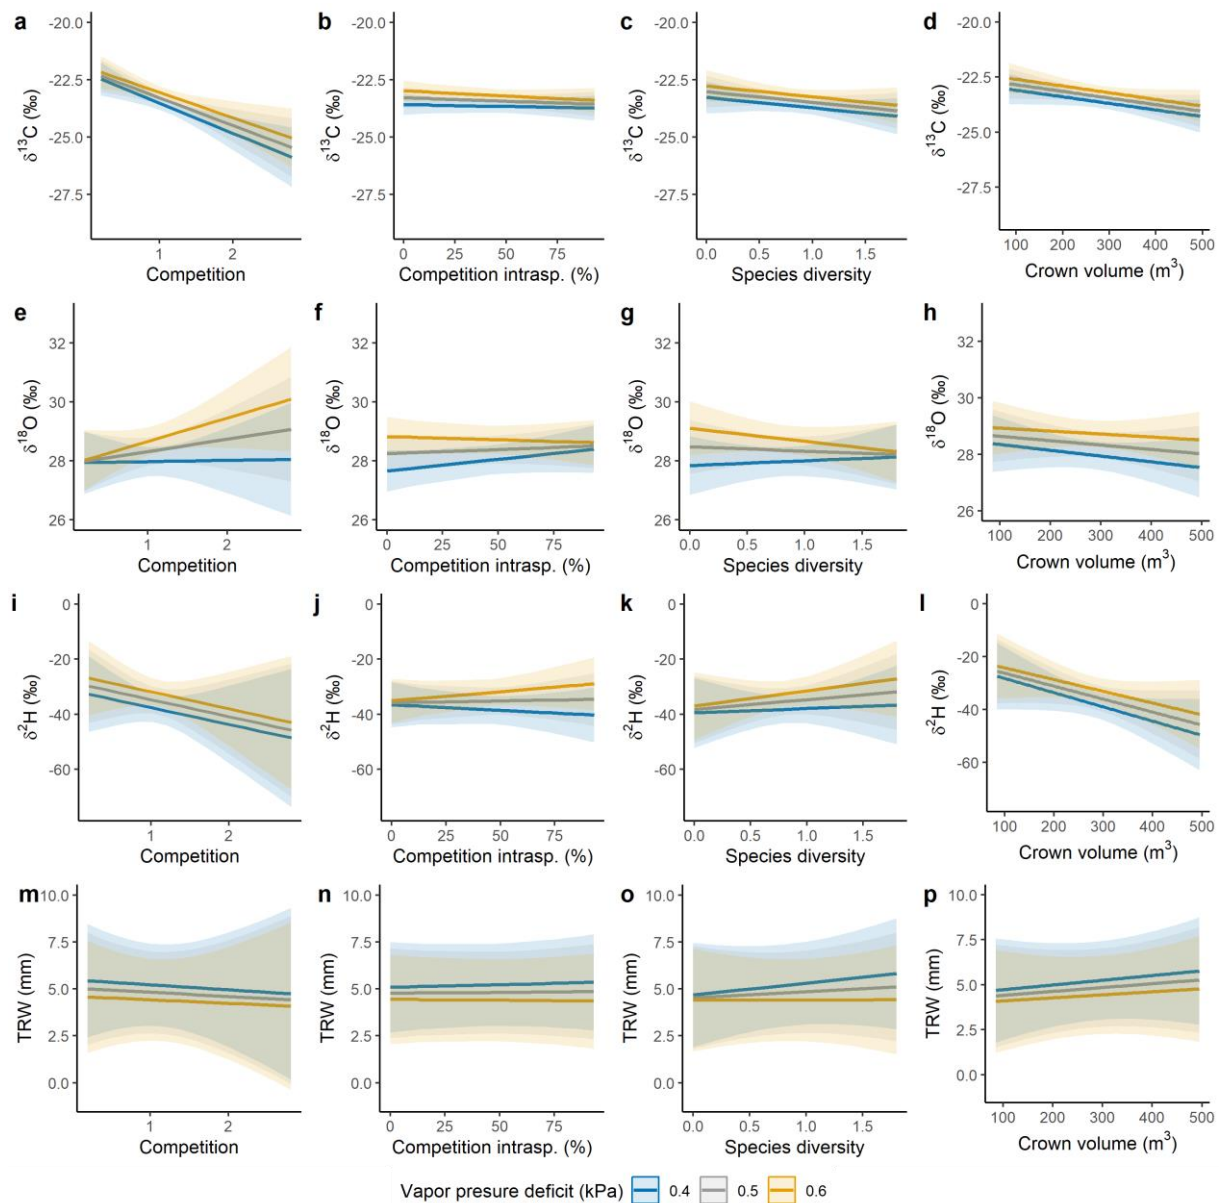 a b c d
-20.0 -20.0 -20.0 -20.0
-22.5 -22.5 -22.5 -22.5
δ13C (‰) δ13C (‰) δ13C (‰) δ13C (‰)
-25.0 -25.0 -25.0 -25.0
-27.5 -27.5 -27.5 -27.5
1 2 0 25 50 75 0.0 0.5 1.0 1.5 100 200 300 400 500
Competition Competition intrasp. (%) Species diversity Crown volume (m³)
e f g h
32 32 32 32
30 30 30 30
δ18O (‰) δ18O (‰) δ18O (‰) δ18O (‰)
28 28 28 28
26 26 26 26
1 2 0 25 50 75 0.0 0.5 1.0 1.5 100 200 300 400 500
Competition Competition intrasp. (%) Species diversity Crown volume (m³)
i j k l
0 0 0 0
-20 -20 -20 -20
δ2H (‰) δ2H (‰) δ2H (‰) δ2H (‰)
-40 -40 -40 -40
-60 -60 -60 -60
1 2 0 25 50 75 0.0 0.5 1.0 1.5 100 200 300 400 500
Competition Competition intrasp. (%) Species diversity Crown volume (m³)
m n o p
10.0 10.0 10.0 10.0
7.5 7.5 7.5 7.5
TRW (mm) TRW (mm) TRW (mm) TRW (mm)
5.0 5.0 5.0 5.0
2.5 2.5 2.5 2.5
0.0 0.0 0.0 0.0
1 2 0 25 50 75 0.0 0.5 1.0 1.5 100 200 300 400 500
Competition Competition intrasp. (%) Species diversity Crown volume (m³)
Vapor presure deficit (kPa) 0.4 0.5 0.6